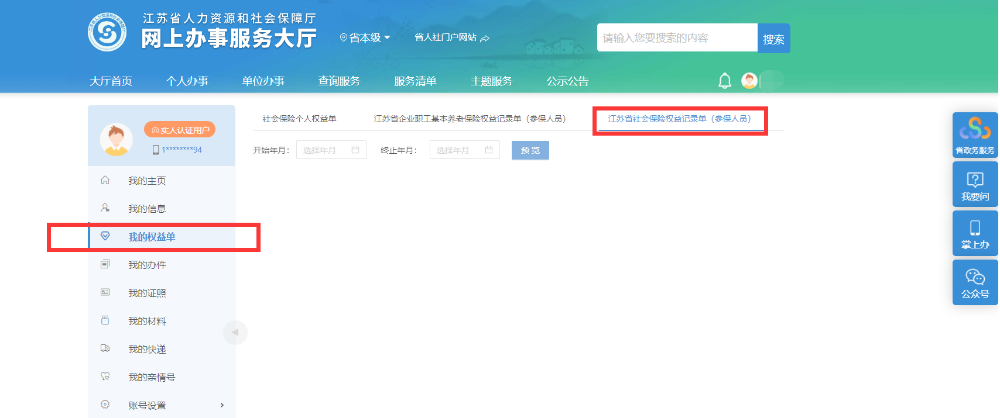 江苏省人力资源和社会保障厅
网上办事服务大厅
省本级
省人社门户网站
请输入您要搜索的内容
搜索
大厅首页 个人办事 单位办事 查询服务 服务清单 主题服务 公示公告
实人认证用户
1********94
我的主页
我的信息
我的权益单
我的办件
我的证照
我的材料
我的快递
我的亲情号
账号设置
社会保险个人权益单 江苏省企业职工基本养老保险权益记录单（参保人员） 江苏省社会保险权益记录单（参保人员）
开始年月： 选择年月 终止年月： 选择年月 预 览
省政务服务
我要问
掌上办
公众号